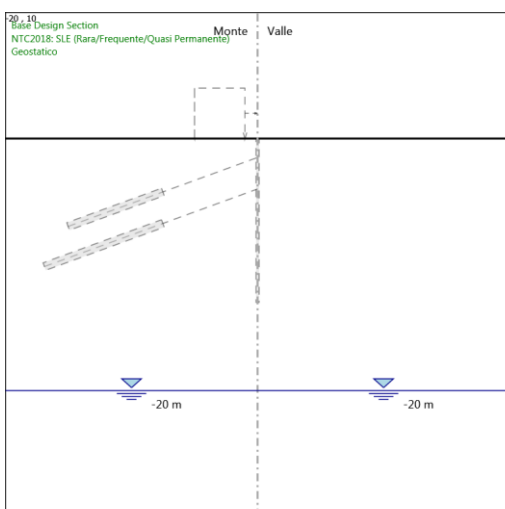 -20 , 10
Base Design Section
NTC2018: SLE (Rara/Frequente/Quasi Permanente)
Geostatico
Monte
Valle
-20 m
-20 m